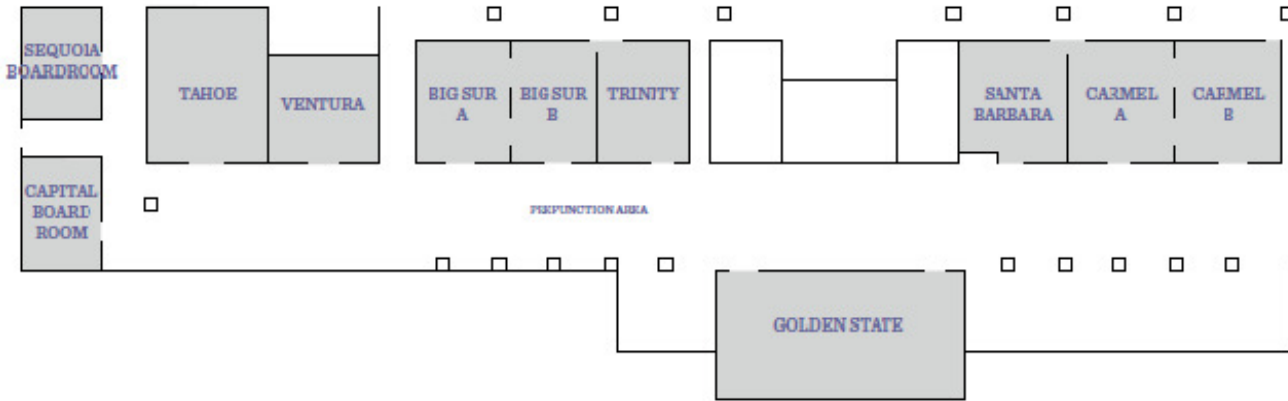 SEQUOIA
BOARDROOM
TAHOE
VENTURA
BIG SUR
A
BIG SUR
B
TRINITY
SANTA
BARBARA
CARMEL
A
CARMEL
B
CAPITAL
BOARD
ROOM
PREFUNCTION AREA
GOLDEN STATE